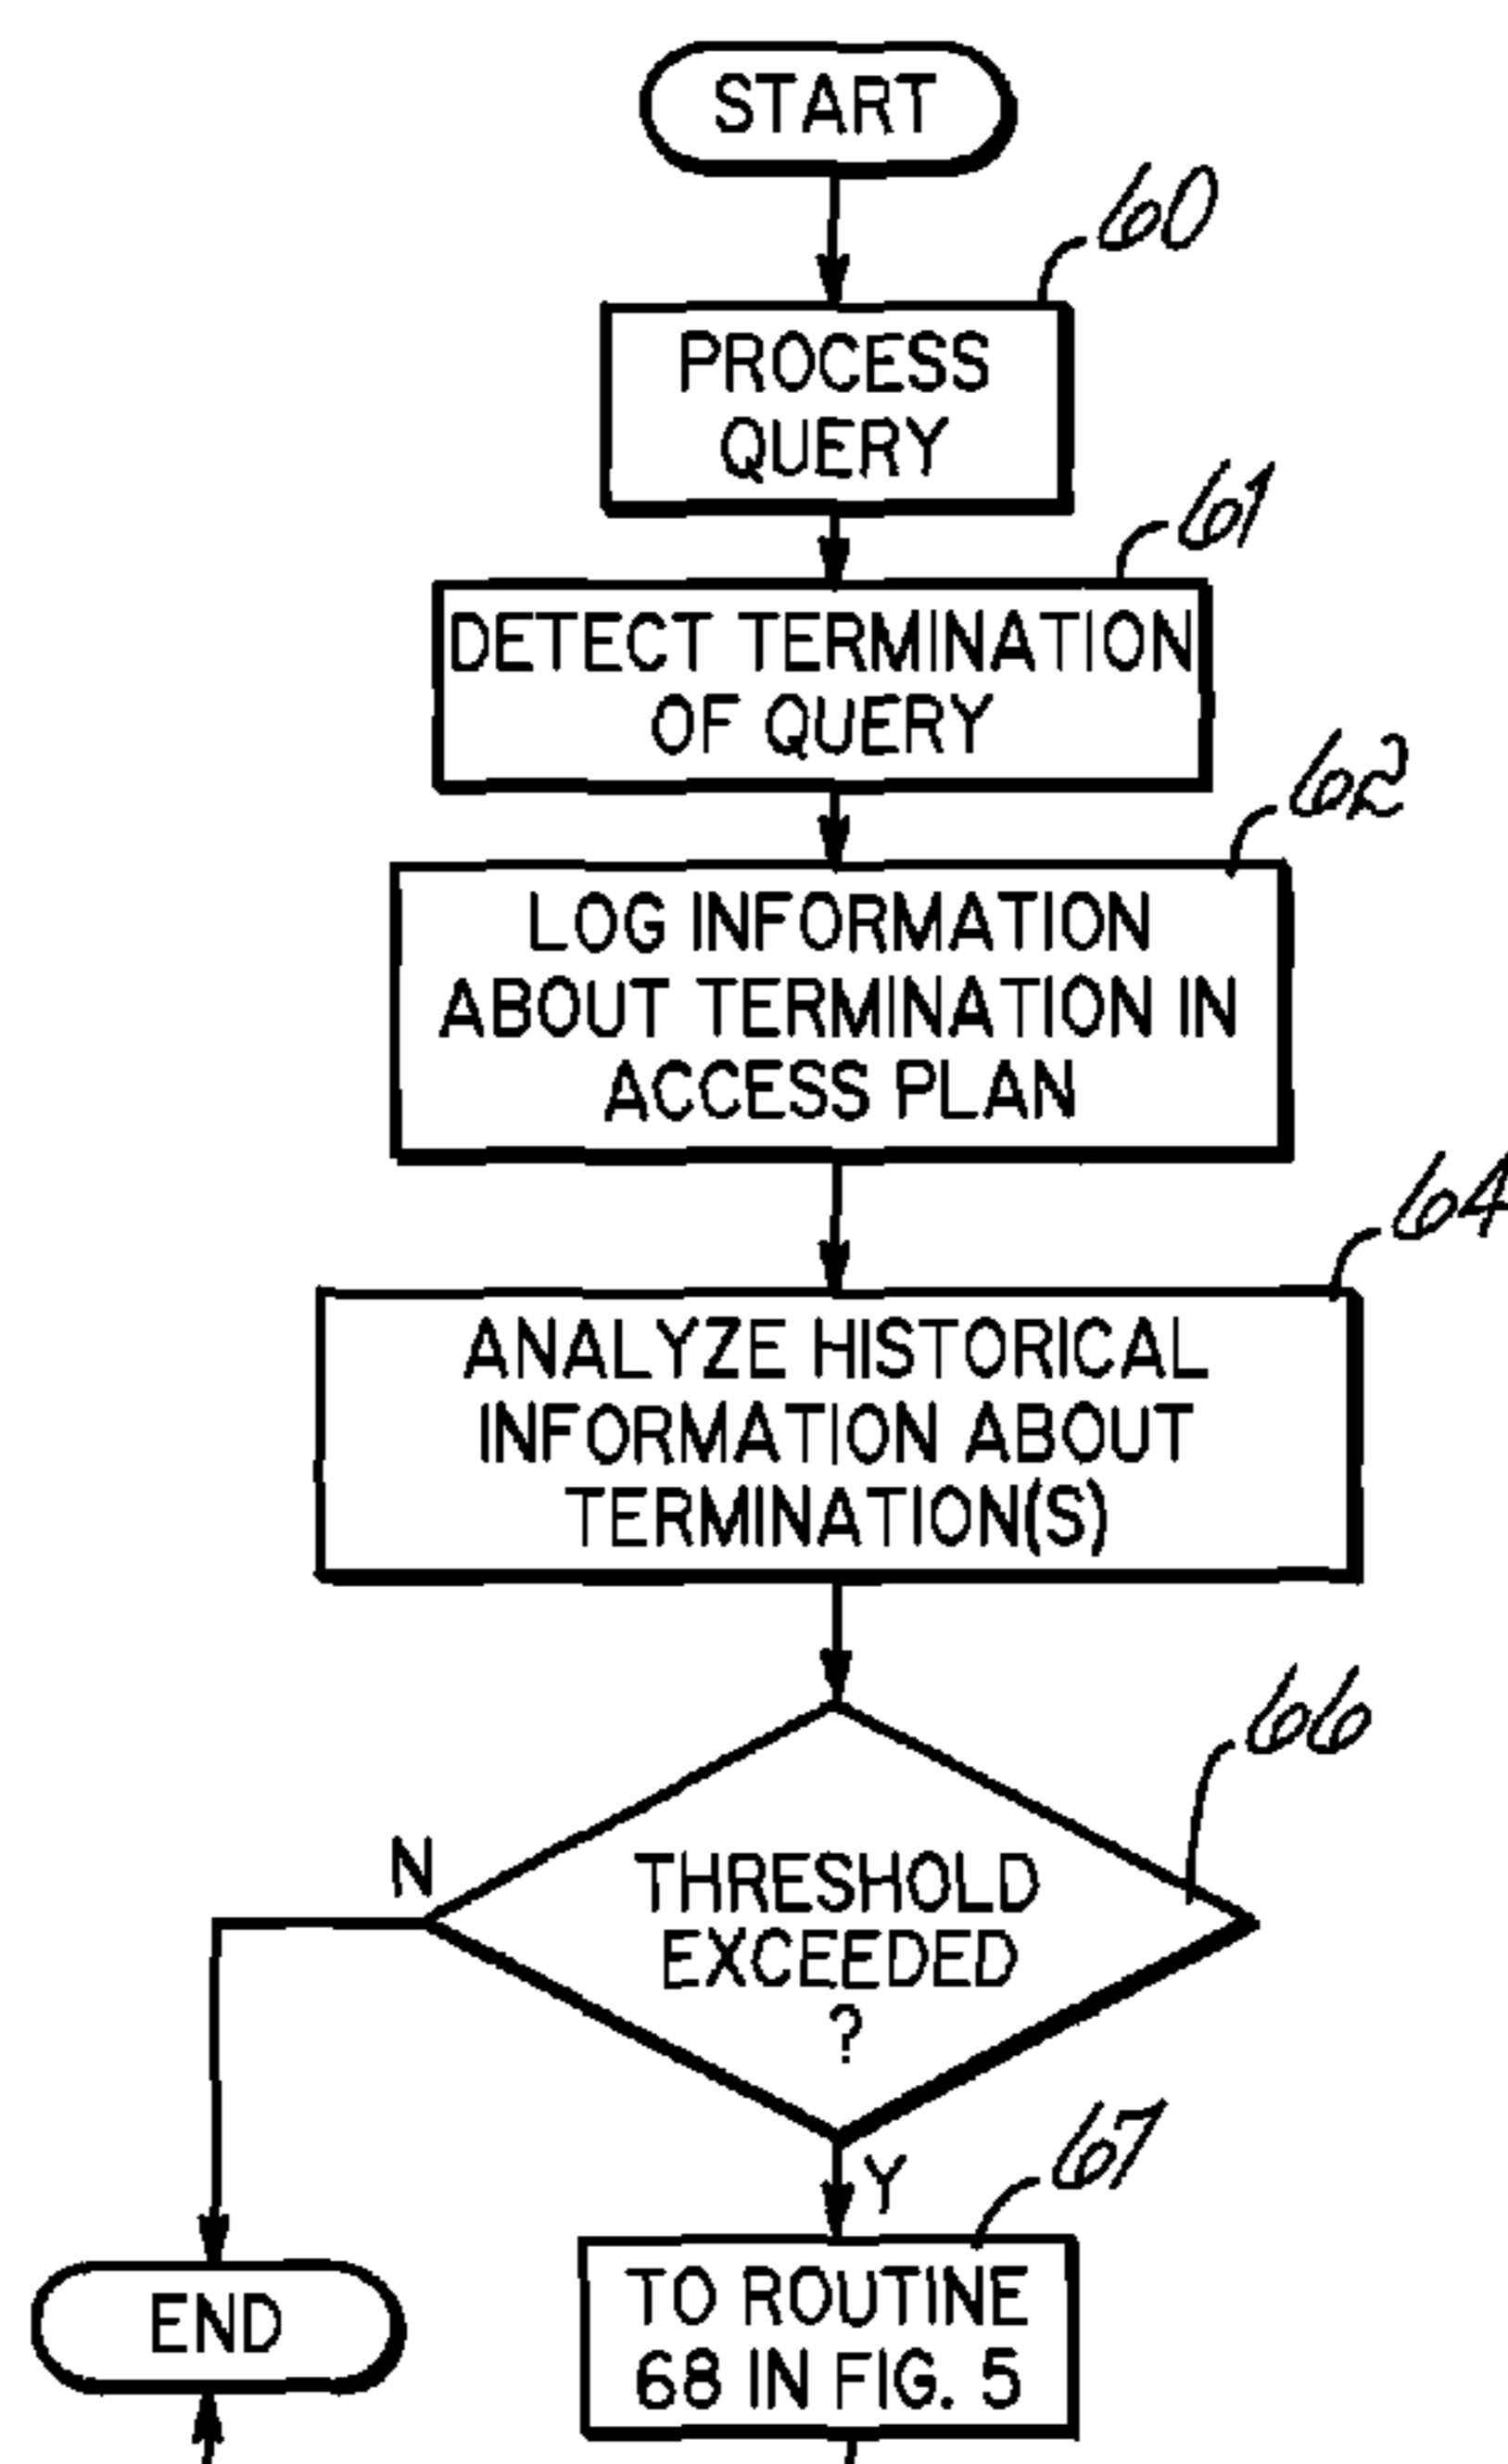 START
60
PROCESS
QUERY
61
DETECT TERMINATION
OF QUERY
62
LOG INFORMATION
ABOUT TERMINATION IN
ACCESS PLAN
64
ANALYZE HISTORICAL
INFORMATION ABOUT
TERMINATION(S)
66
N
THRESHOLD
EXCEEDED
?
67
Y
TO ROUTINE
68 IN FIG. 5
END